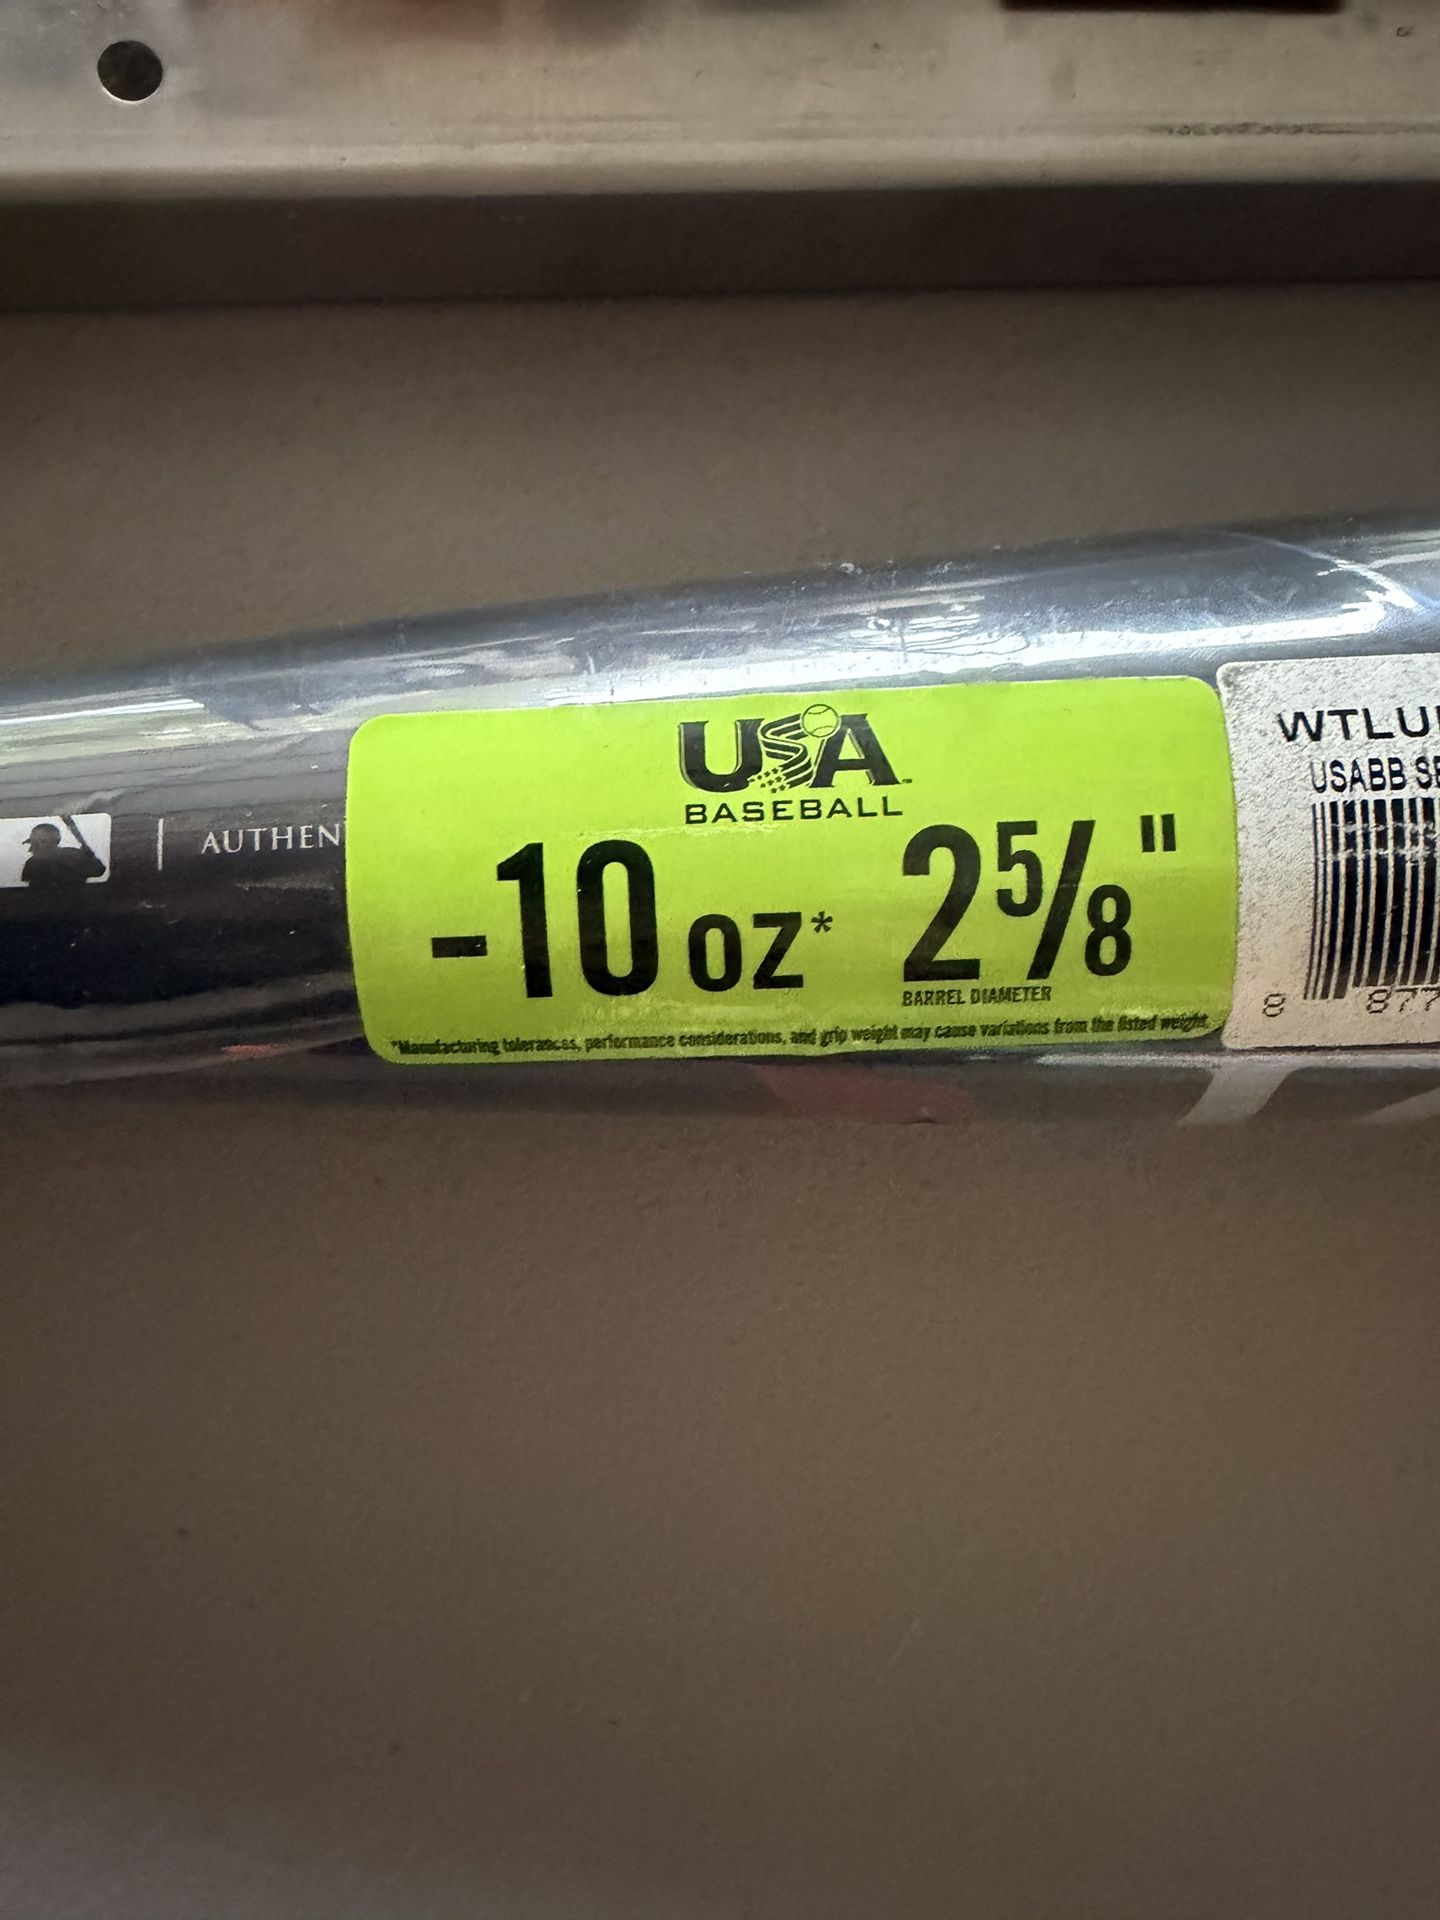 USA
BASEBALL
-10 oz* 2 5/8"
BARREL DIAMETER
*Manufacturing tolerances, performance considerations, and grip weight may cause variations from the listed weight.
AUTHEN
WTLU
USABB S
8 877